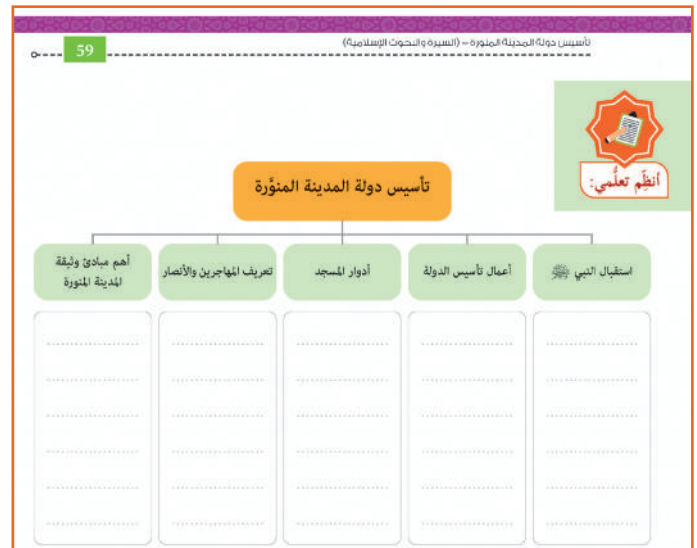 تأسيس دولة المدينة المنورة – (السيرة والبحوث الإسلامية)
59
أنظِّم تعلُّمي:
تأسيس دولة المدينة المنوَّرة
استقبال النبي ﷺ
أعمال تأسيس الدولة
أدوار المسجد
تعريف المهاجرين والأنصار
أهم مبادئ وثيقة
المدينة المنورة